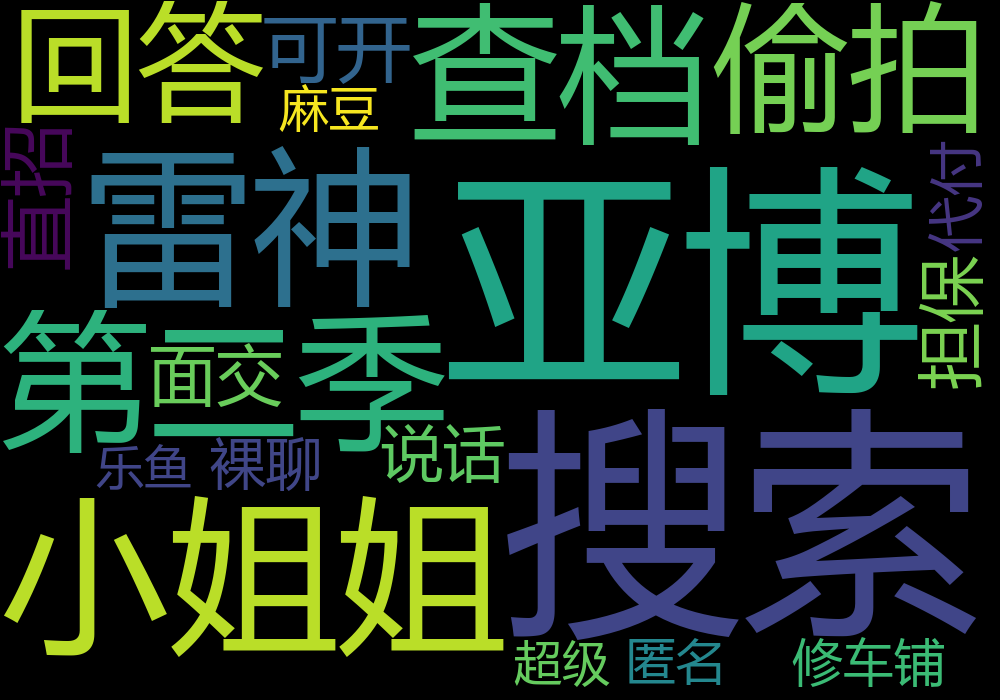 回答
可开
麻豆
查档
偷拍
直招
雷神
亚博
代付
担保
第二季
面交
乐鱼
裸聊
说话
搜索
小姐姐
超级
匿名
修车铺